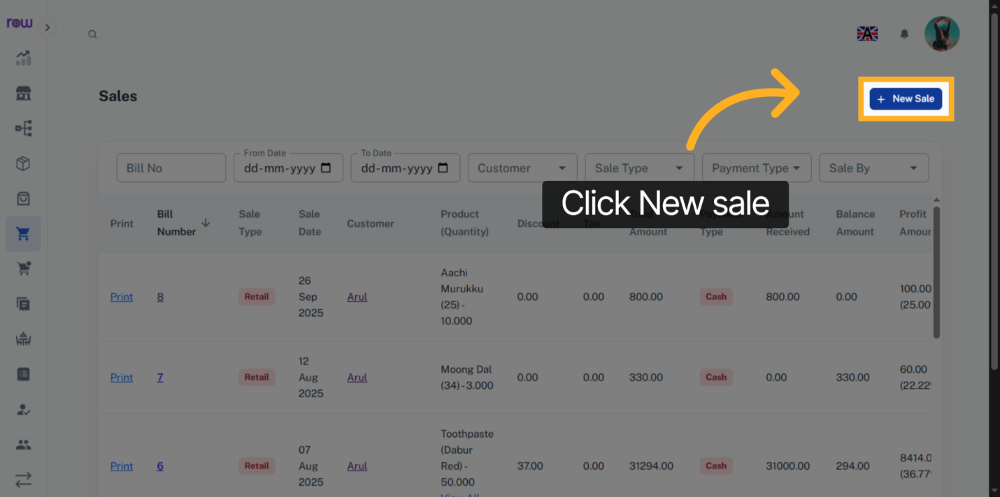 row
A
Sales
+ New Sale
Bill No
From Date
dd-mm-yyyy
To Date
dd-mm-yyyy
Customer
Sale Type
Payment Type
Sale By
Click New sale
Print
Bill
Number
Sale
Type
Sale
Date
Customer
Product
(Quantity)
Discount
Tax
Total
Amount
Payment
Type
Amount
Received
Balance
Amount
Profit
Amour
Print
8
Retail
26
Sep
2025
Arul
Aachi
Murukku
(25) -
10.000
0.00
0.00
800.00
Cash
800.00
0.00
100.00
(25.00
Print
7
Retail
12
Aug
2025
Arul
Moong Dal
(34) - 3.000
0.00
0.00
330.00
Cash
0.00
330.00
60.00
(22.22
Print
6
Retail
07
Aug
2025
Arul
Toothpaste
(Dabur
Red) -
50.000
View All
37.00
0.00
31294.00
Cash
31000.00
294.00
8414.0
(36.77